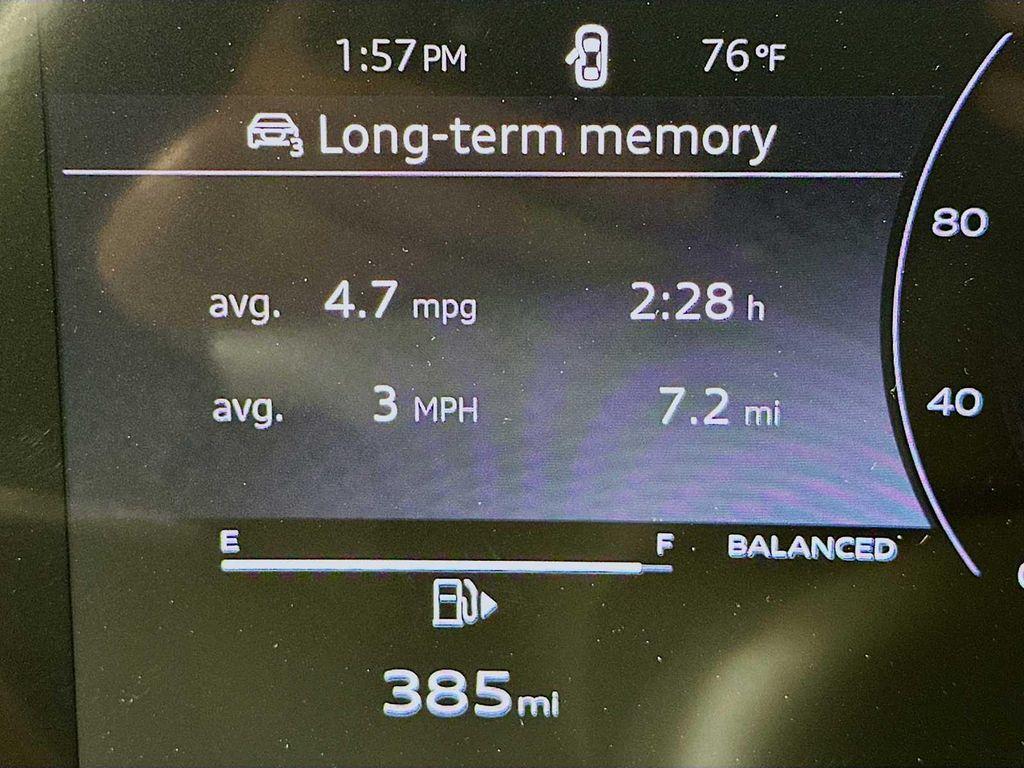 1:57 PM 76°F
3 Long-term memory
80
avg. 4.7 mpg 2:28 h
avg. 3 MPH 7.2 mi
40
E F BALANCED
385 mi